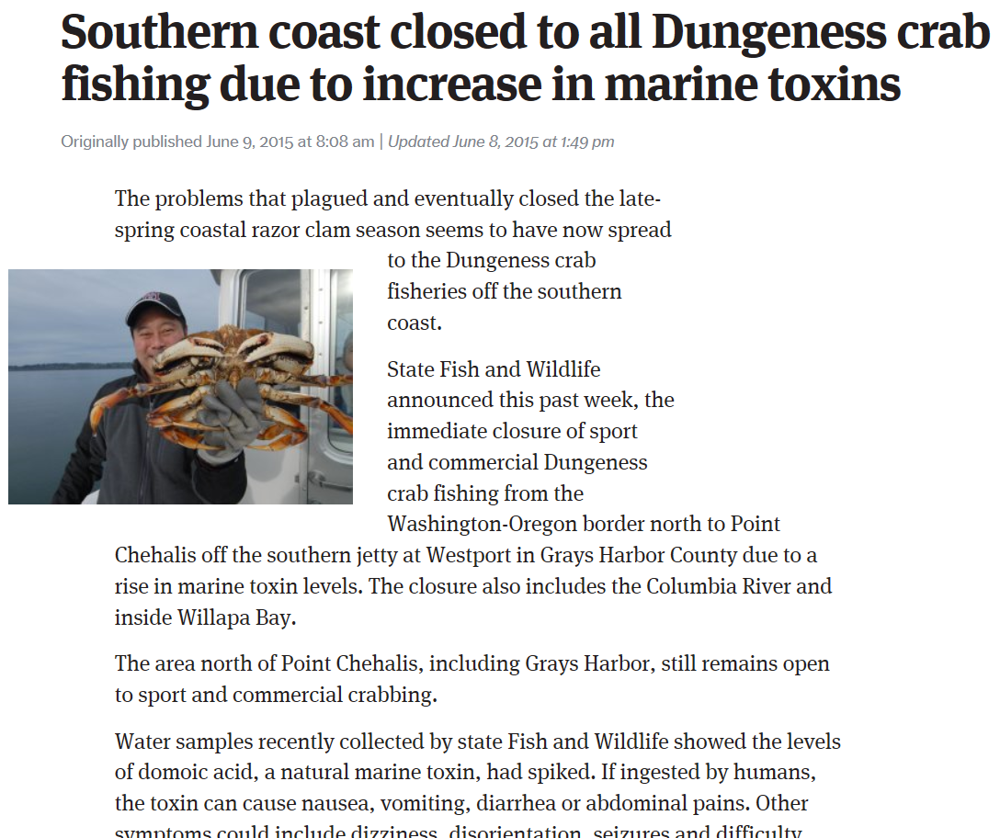 Southern coast closed to all Dungeness crab
fishing due to increase in marine toxins
Originally published June 9, 2015 at 8:08 am | Updated June 8, 2015 at 1:49 pm
The problems that plagued and eventually closed the late-
spring coastal razor clam season seems to have now spread
to the Dungeness crab
fisheries off the southern
coast.
State Fish and Wildlife
announced this past week, the
immediate closure of sport
and commercial Dungeness
crab fishing from the
Washington-Oregon border north to Point
Chehalis off the southern jetty at Westport in Grays Harbor County due to a
rise in marine toxin levels. The closure also includes the Columbia River and
inside Willapa Bay.
The area north of Point Chehalis, including Grays Harbor, still remains open
to sport and commercial crabbing.
Water samples recently collected by state Fish and Wildlife showed the levels
of domoic acid, a natural marine toxin, had spiked. If ingested by humans,
the toxin can cause nausea, vomiting, diarrhea or abdominal pains. Other
symptoms could include dizziness, disorientation, seizures and difficulty